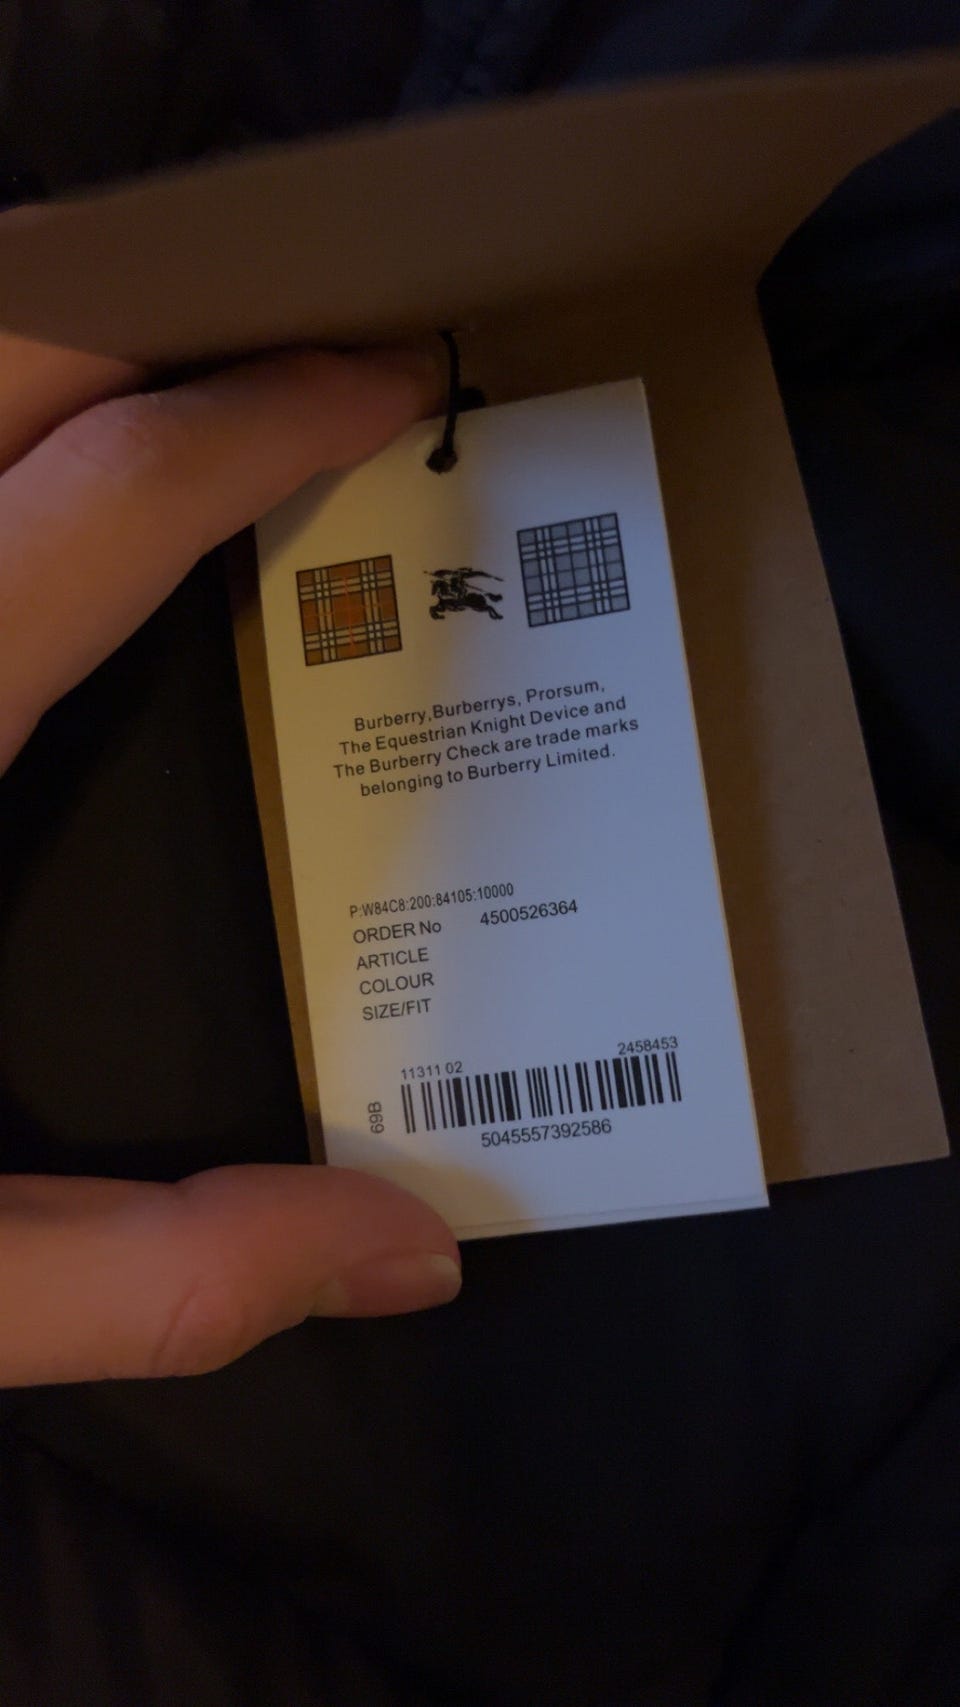 Burberry,Burberrys, Prorsum,
The Equestrian Knight Device and
The Burberry Check are trade marks
belonging to Burberry Limited.
P:W84C8:200:84105:10000
ORDER No 4500526364
ARTICLE
COLOUR
SIZE/FIT
11311 02 2458453
69B
5045557392586